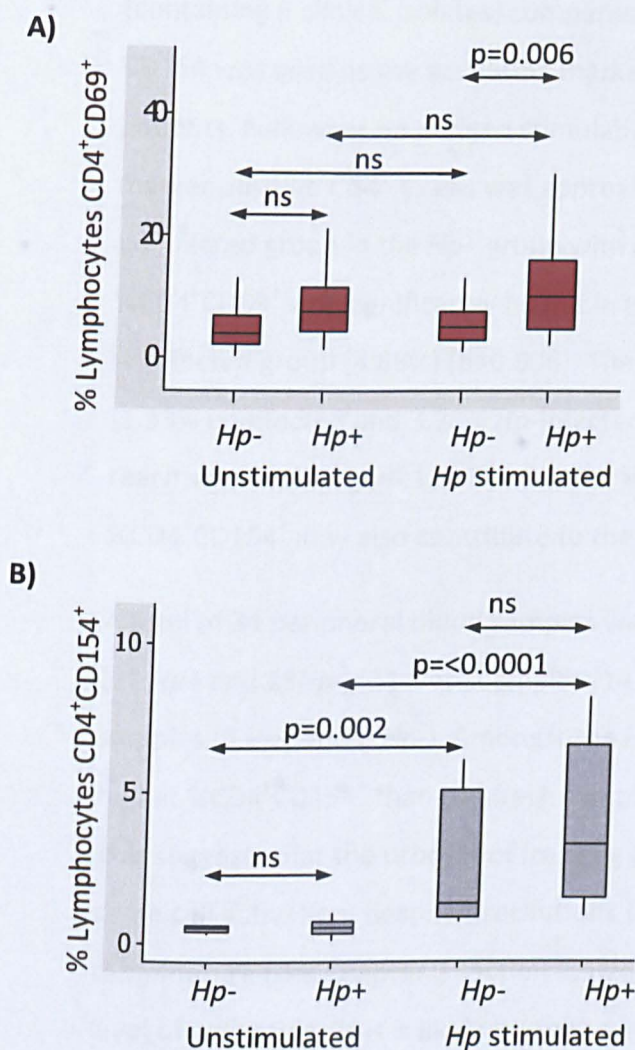 A)
% Lymphocytes CD4⁺CD69⁺
40
20
0
p=0.006
ns
ns
ns
Hp- Hp+ Hp- Hp+
Unstimulated Hp stimulated
B)
% Lymphocytes CD4⁺CD154⁺
10
5
0
ns
p=<0.0001
p=0.002
ns
Hp- Hp+ Hp- Hp+
Unstimulated Hp stimulated